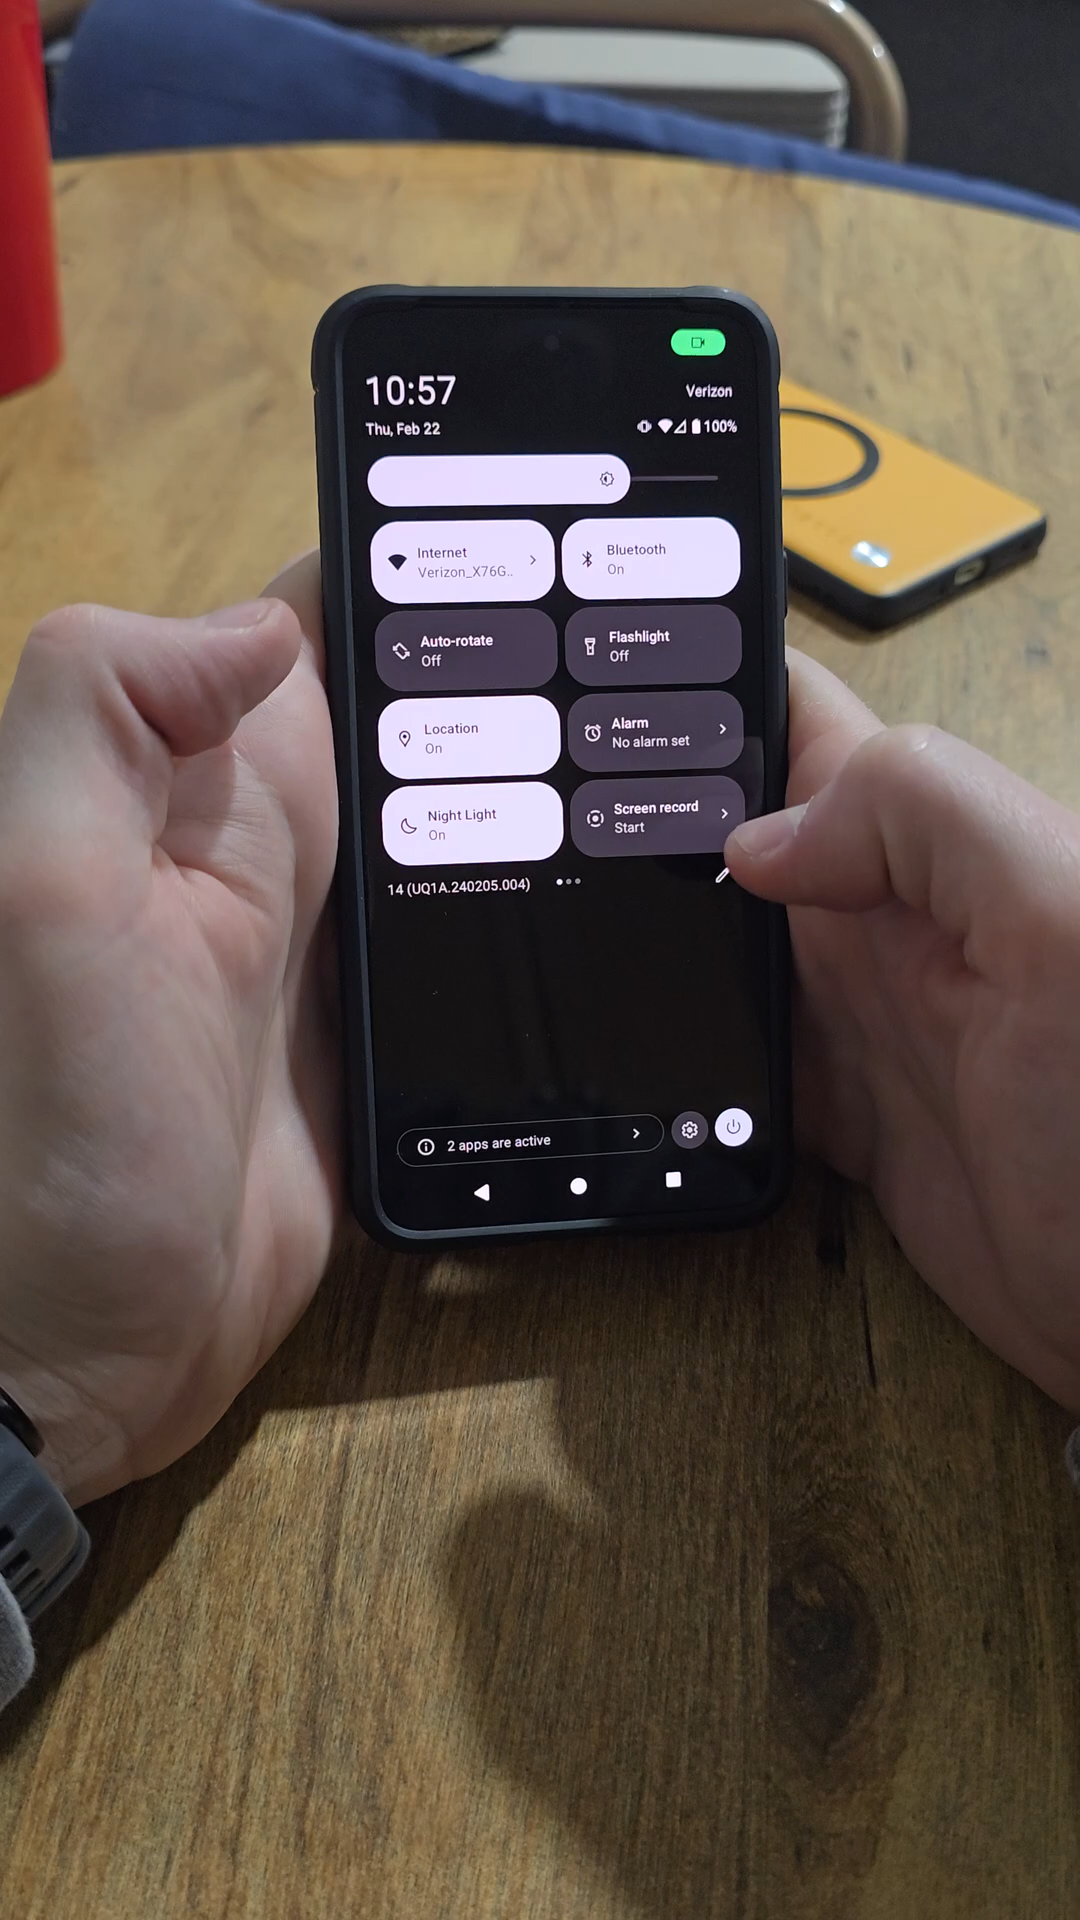 10:57
Verizon
Thu, Feb 22
100%
Internet
Verizon_X76G..
Bluetooth
On
Auto-rotate
Off
Flashlight
Off
Location
On
Alarm
No alarm set
Night Light
On
Screen record
Start
14 (UQ1A.240205.004)
2 apps are active